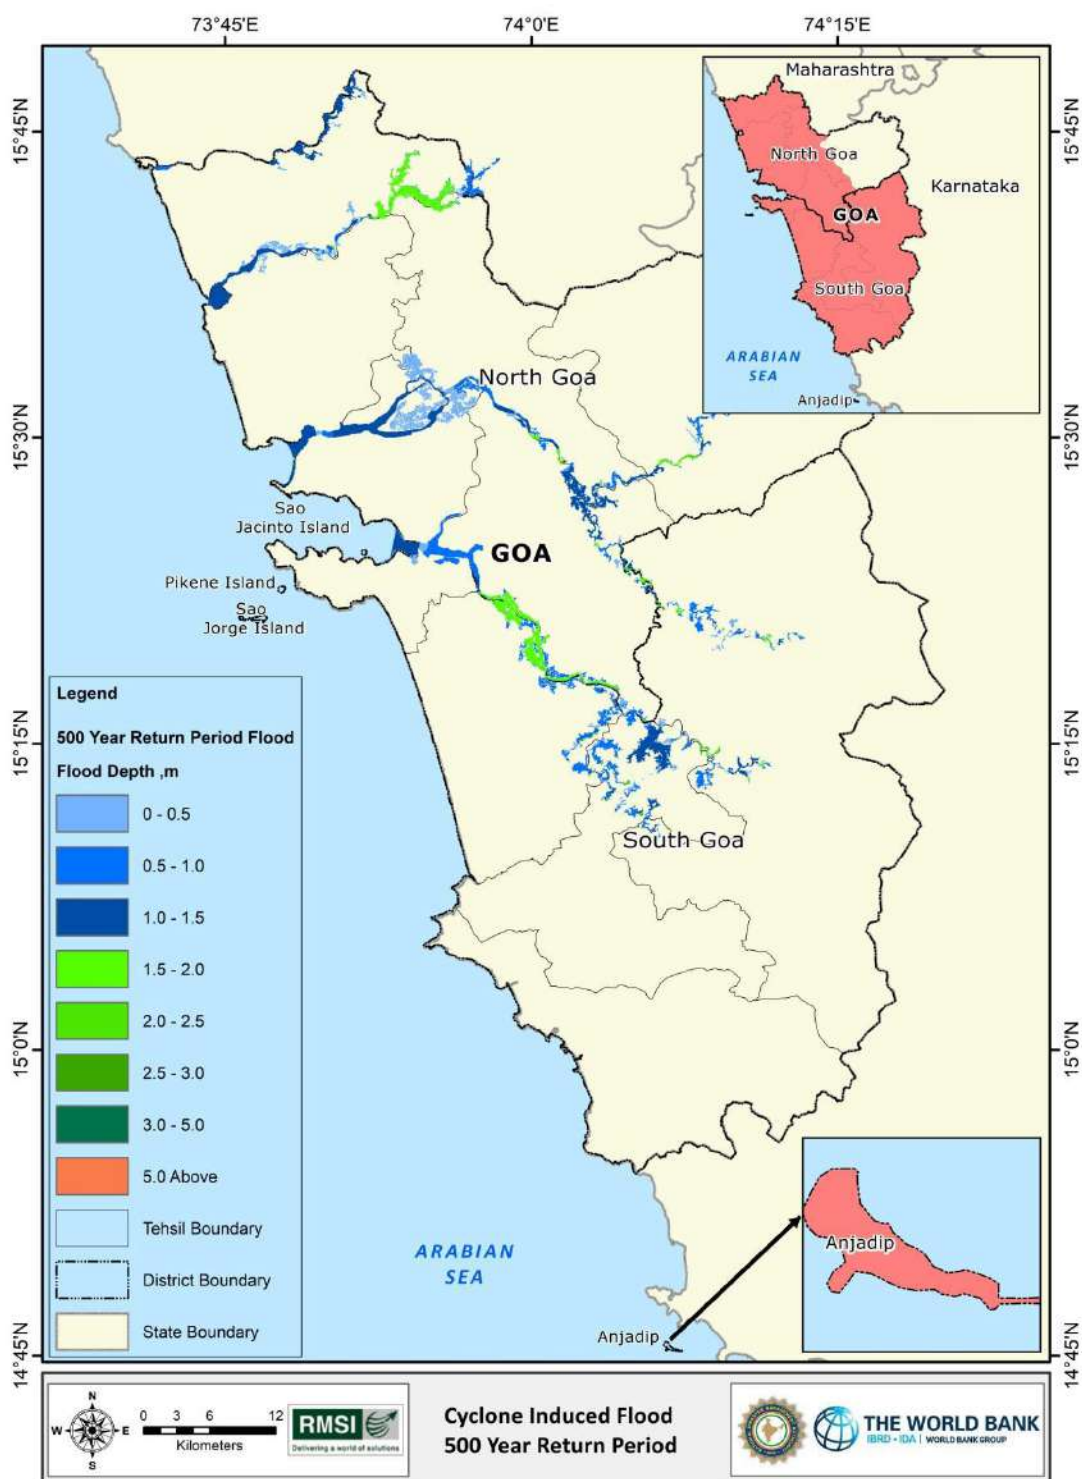 73°45'E
74°0'E
74°15'E
15°45'N
15°45'N
Maharashtra
North Goa
Karnataka
GOA
South Goa
ARABIAN
SEA
Anjadip
North Goa
15°30'N
15°30'N
Sao
Jacinto Island
GOA
Pikene Island
Sao
Jorge Island
Legend
500 Year Return Period Flood
Flood Depth ,m
0 - 0.5
0.5 - 1.0
1.0 - 1.5
1.5 - 2.0
2.0 - 2.5
2.5 - 3.0
3.0 - 5.0
5.0 Above
Tehsil Boundary
District Boundary
State Boundary
15°15'N
15°15'N
South Goa
15°0'N
15°0'N
ARABIAN
SEA
Anjadip
Anjadip
14°45'N
14°45'N
N
W
E
S
0 3 6 12
Kilometers
RMSI
Delivering a world of solutions
Cyclone Induced Flood
500 Year Return Period
THE WORLD BANK
IBRD • IDA | WORLD BANK GROUP